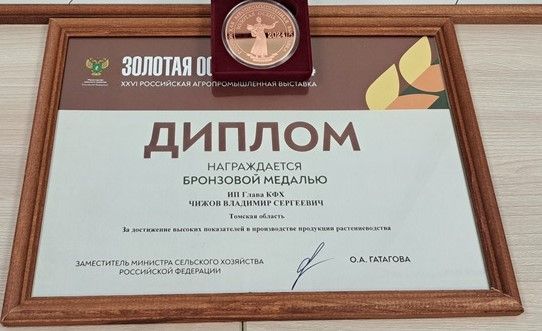 ЗОЛОТАЯ
XXVI РОССИЙСКАЯ АГРОПРОМЫШЛЕННАЯ ВЫСТАВКА
2024
ДИПЛОМ
НАГРАЖДАЕТСЯ
БРОНЗОВОЙ МЕДАЛЬЮ
ИП Глава КФХ
ЧИЖОВ ВЛАДИМИР СЕРГЕЕВИЧ
Томская область
За достижение высоких показателей в производстве продукции растениеводства
ЗАМЕСТИТЕЛЬ МИНИСТРА СЕЛЬСКОГО ХОЗЯЙСТВА
РОССИЙСКОЙ ФЕДЕРАЦИИ
О.А. ГАТАГОВА